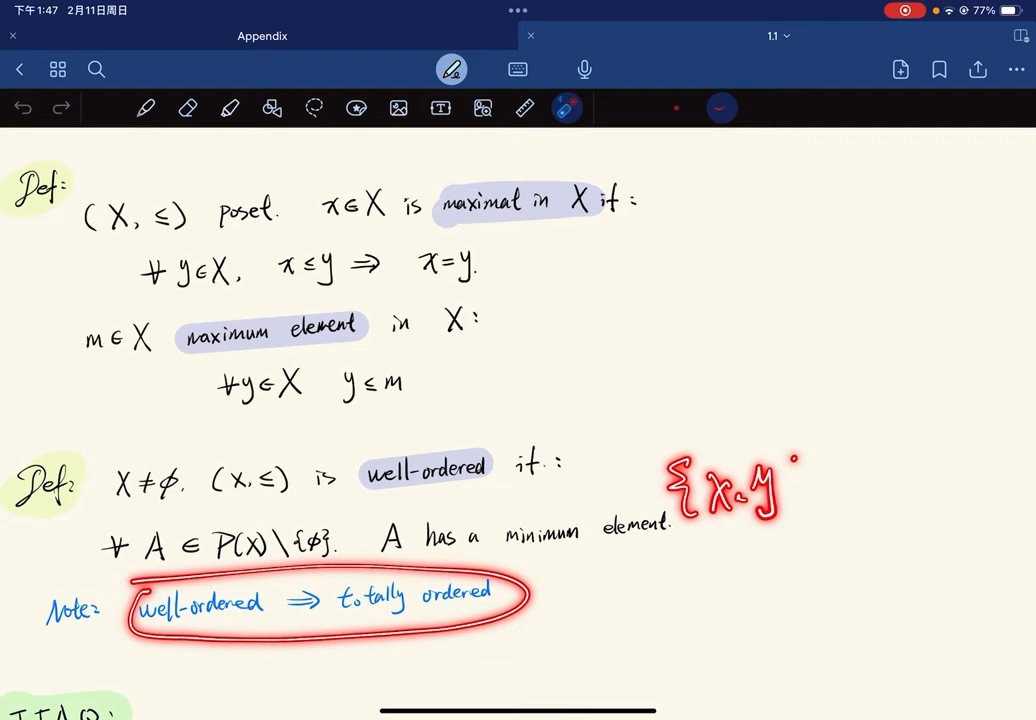 下午1:47 2月11日周日
77%
Appendix
1.1
Def:
(X, ≤) poset. x∈X is maximal in X if :
∀ y∈X, x ≤ y ⇒ x=y.
m ∈ X maximum element in X :
∀y∈X y ≤ m
Def: X ≠ ϕ. (X, ≤) is well-ordered if :
{x, y
∀ A ∈ P(X) \ {ϕ}. A has a minimum element.
Note: well-ordered ⇒ totally ordered